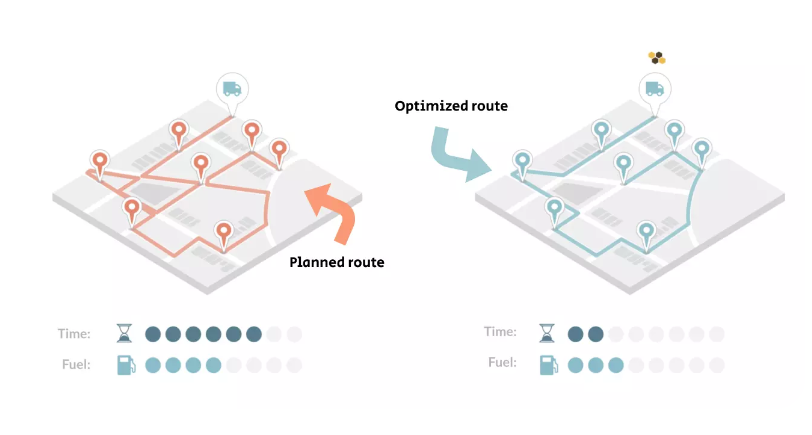 Optimized route
Planned route
Time:
Fuel:
Time:
Fuel: